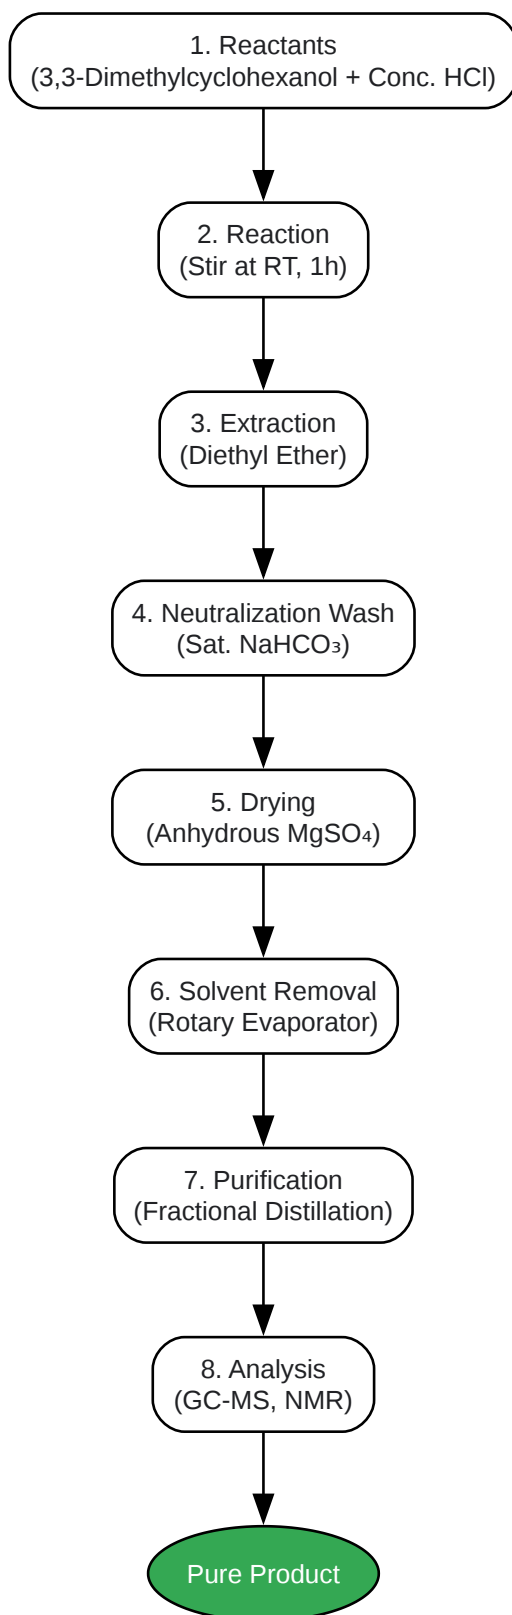 1. Reactants
(3,3-Dimethylcyclohexanol + Conc. HCl)
2. Reaction
(Stir at RT, 1h)
3. Extraction
(Diethyl Ether)
4. Neutralization Wash
(Sat. NaHCO₃)
5. Drying
(Anhydrous MgSO₄)
6. Solvent Removal
(Rotary Evaporator)
7. Purification
(Fractional Distillation)
8. Analysis
(GC-MS, NMR)
Pure Product